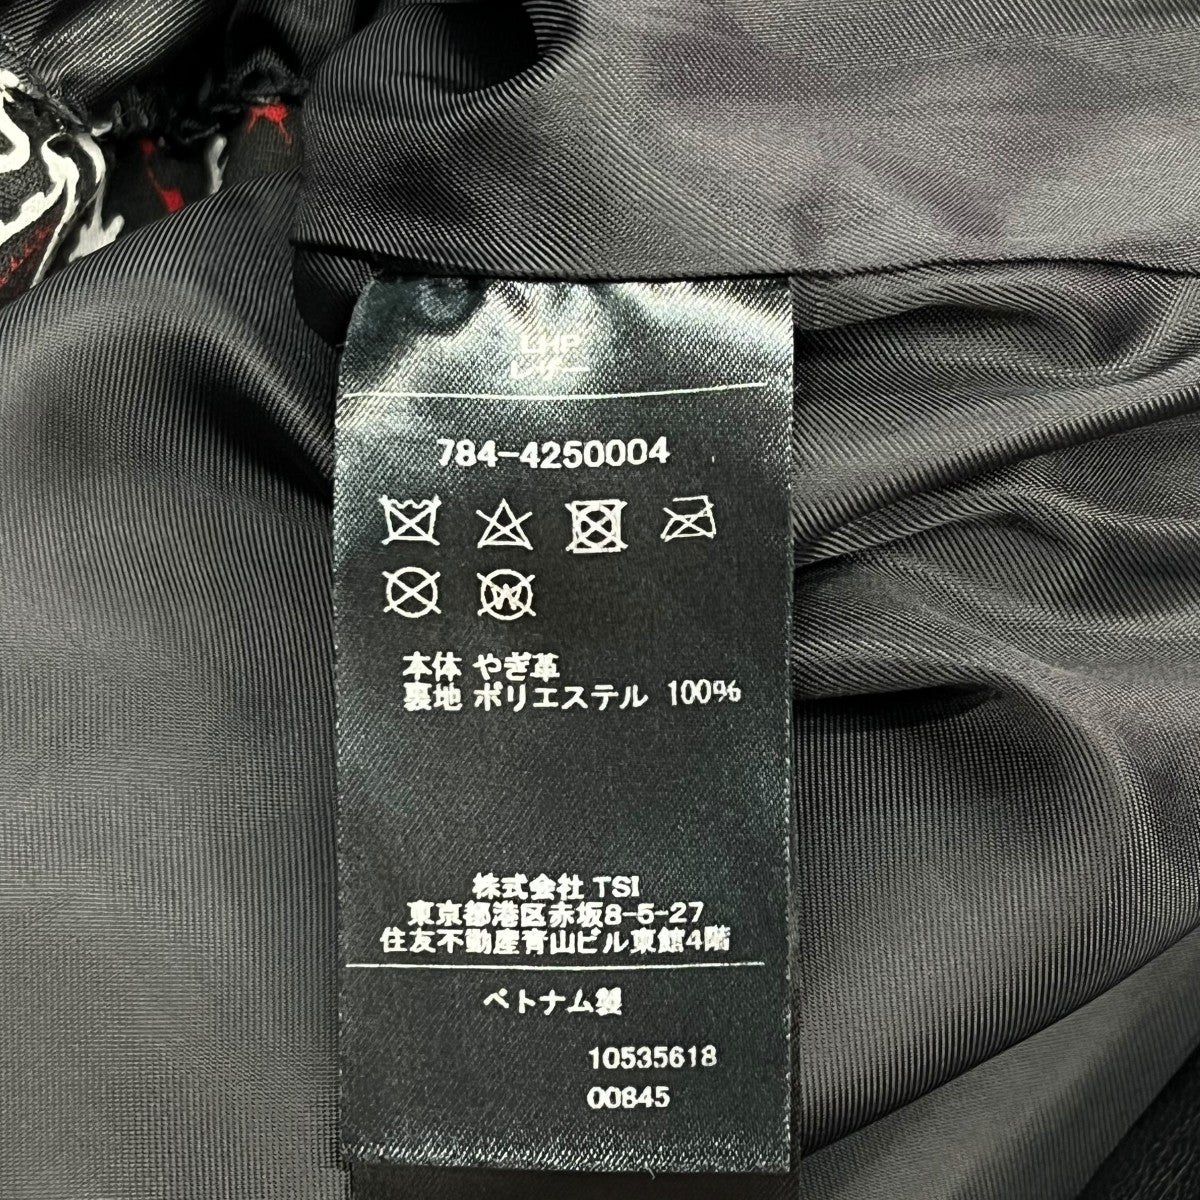 LHP
レザー
784-4250004
本体 やぎ革
裏地 ポリエステル 100%
株式会社 TSI
東京都港区赤坂8-5-27
住友不動産青山ビル東館4階
ベトナム製
10535618
00845